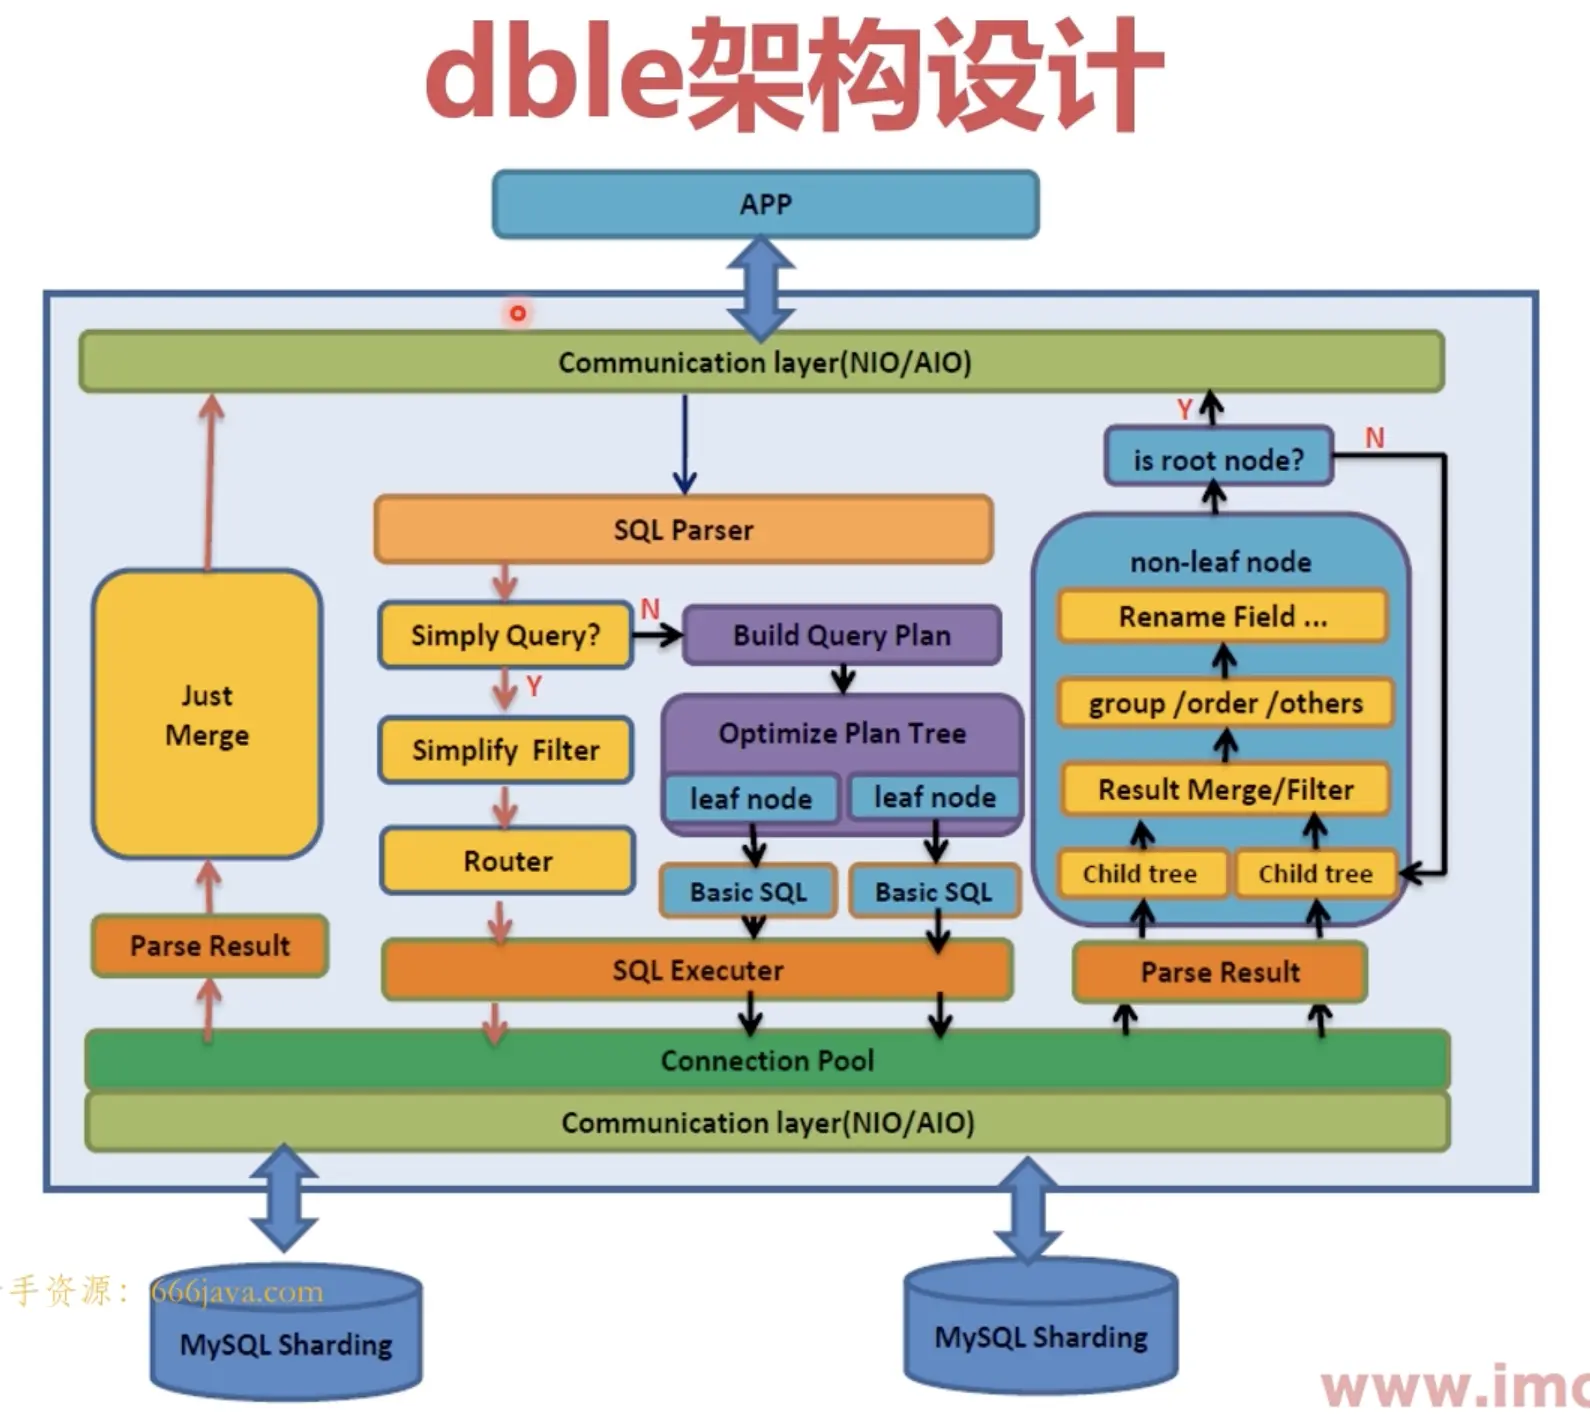 dble架构设计
APP
Communication layer(NIO/AIO)
Y
is root node?
N
SQL Parser
non-leaf node
Simply Query?
N
Build Query Plan
Rename Field ...
Y
Just
Merge
Simplify Filter
Optimize Plan Tree
group /order /others
leaf node
leaf node
Result Merge/Filter
Router
Basic SQL
Basic SQL
Child tree
Child tree
Parse Result
SQL Executer
Parse Result
Connection Pool
Communication layer(NIO/AIO)
手资源：666java.com
MySQL Sharding
MySQL Sharding
www.imo